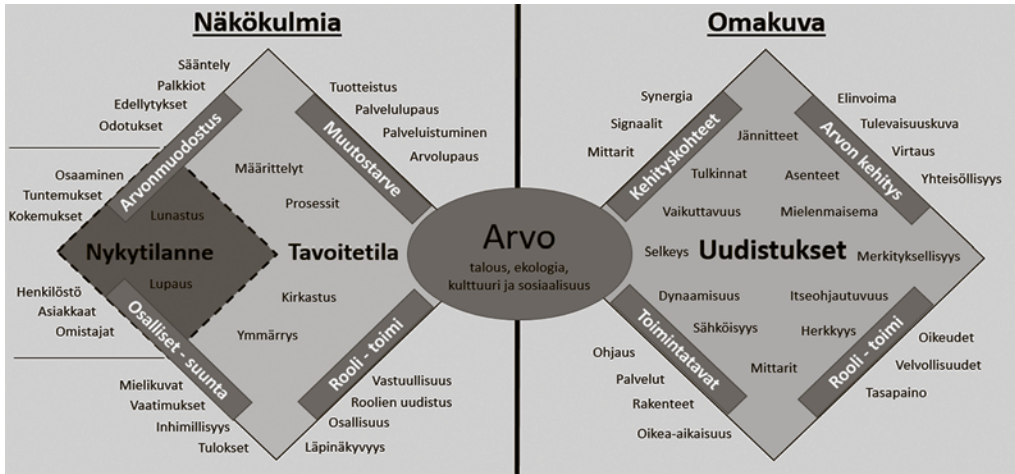 Näkökulmia
Sääntely
Palkkiot
Edellytykset
Odotukset
Arvonmuodostus
Tuotteistus
Palvelulupaus
Palveluistuminen
Arvolupaus
Muutostarve
Osaaminen
Tuntemukset
Kokemukset
Määrittelyt
Prosessit
Lunastus
Nykytilanne
Lupaus
Tavoitetila
Kirkastus
Ymmärrys
Henkilöstö
Asiakkaat
Omistajat
Osalliset - suunta
Mielikuvat
Vaatimukset
Inhimillisyys
Tulokset
Rooli - toimi
Vastuullisuus
Roolien uudistus
Osallisuus
Läpinäkyvyys
Arvo
talous, ekologia,
kulttuuri ja sosiaalisuus
Omakuva
Synergia
Signaalit
Mittarit
Kehityskohteet
Elinvoima
Tulevaisuuskuva
Virtaus
Yhteisöllisyys
Arvon kehitys
Jännitteet
Tulkinnat
Asenteet
Vaikuttavuus
Mielenmaisema
Selkeys
Uudistukset
Merkityksellisyys
Dynaamisuus
Itseohjautuvuus
Sähköisyys
Herkkyys
Mittarit
Toimintatavat
Ohjaus
Palvelut
Rakenteet
Oikea-aikaisuus
Rooli - toimi
Oikeudet
Velvollisuudet
Tasapaino